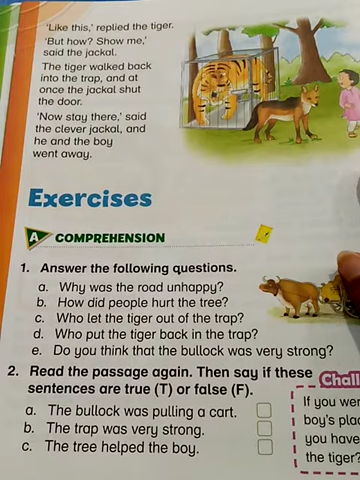 ‘Like this,’ replied the tiger.
‘But how? Show me,’
said the jackal.
The tiger walked back
into the trap, and at
once the jackal shut
the door.
‘Now stay there,’ said
the clever jackal, and
he and the boy
went away.
Exercises
A COMPREHENSION
1. Answer the following questions.
a. Why was the road unhappy?
b. How did people hurt the tree?
c. Who let the tiger out of the trap?
d. Who put the tiger back in the trap?
e. Do you think that the bullock was very strong?
2. Read the passage again. Then say if these
sentences are true (T) or false (F).
a. The bullock was pulling a cart.
b. The trap was very strong.
c. The tree helped the boy.
Chall
If you wer
boy's plac
you have
the tiger?